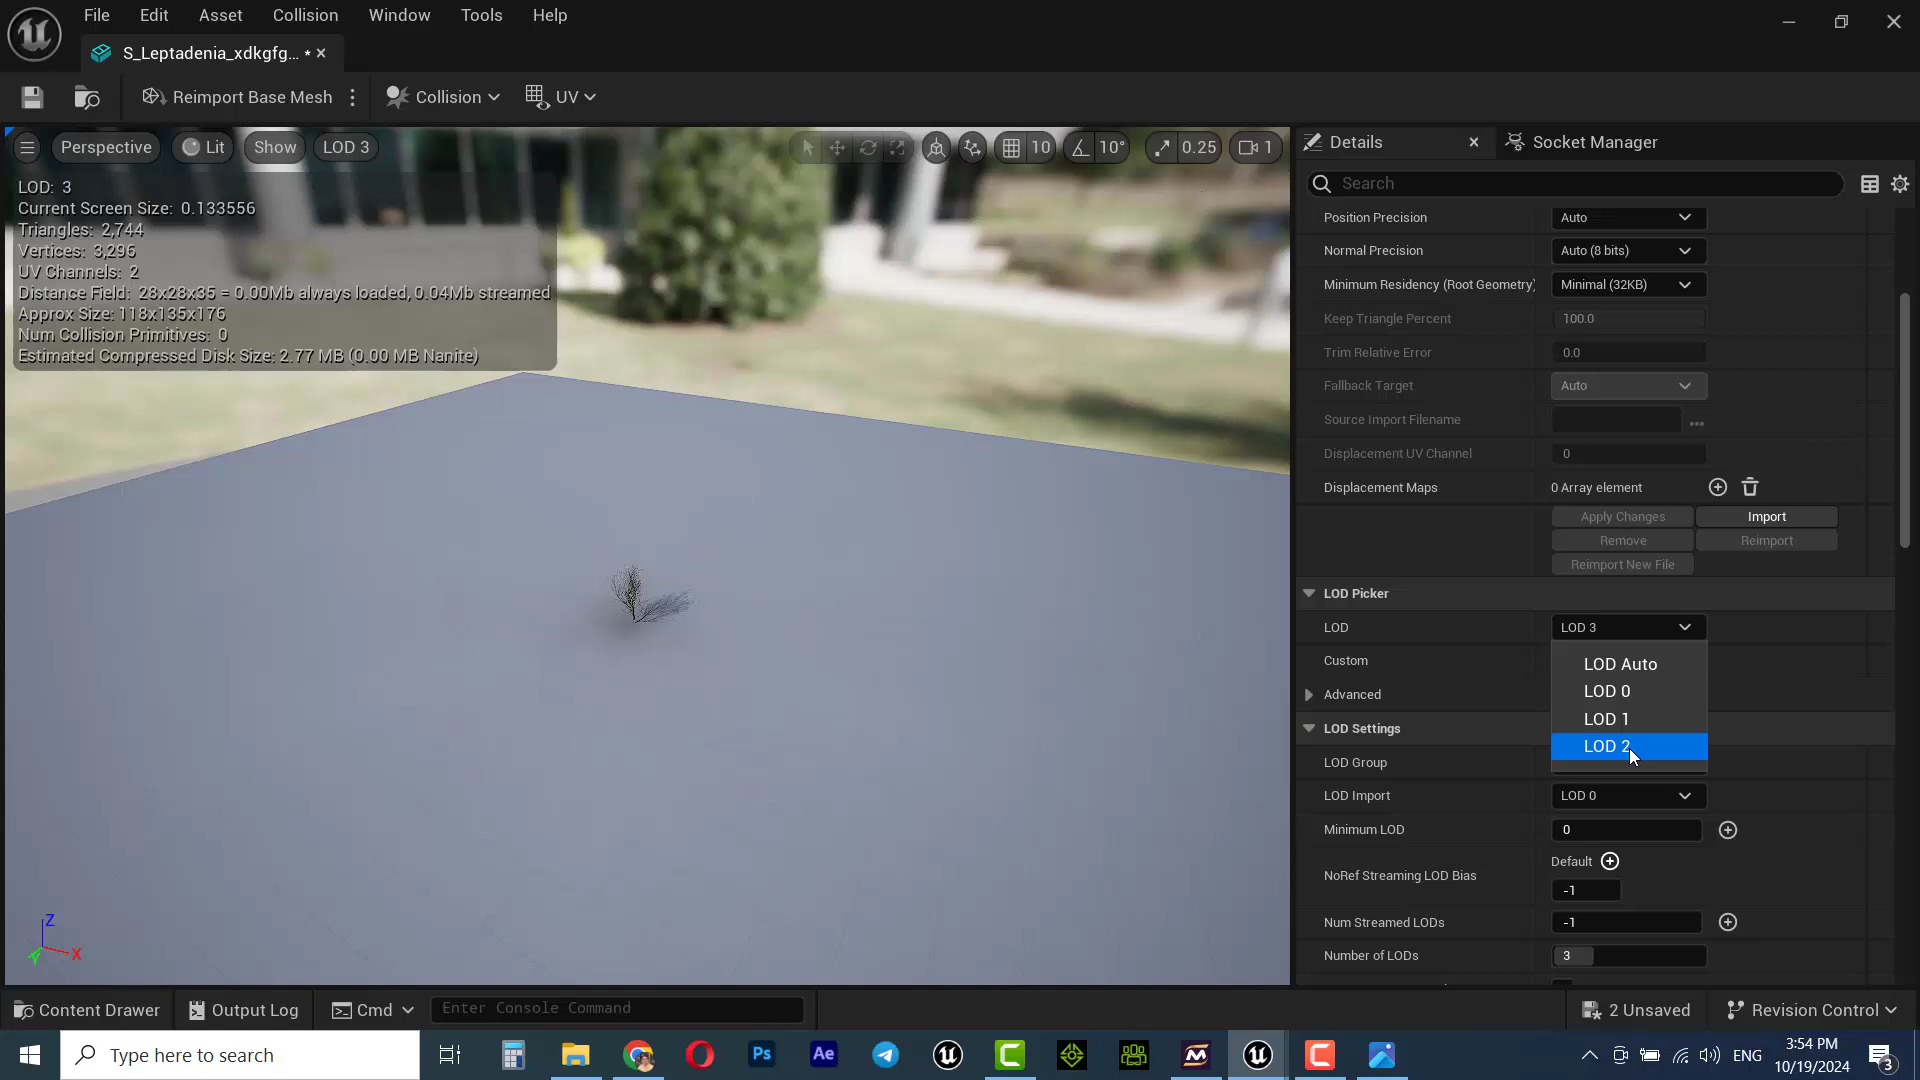 File Edit Asset Collision Window Tools Help
S_Leptadenia_xdkgfg... *
Reimport Base Mesh Collision UV
Perspective Lit Show LOD 3 10 10° 0.25 1
LOD: 3
Current Screen Size: 0.133556
Triangles: 2,744
Vertices: 3,296
UV Channels: 2
Distance Field: 28x28x35 = 0.00Mb always loaded, 0.04Mb streamed
Approx Size: 118x135x176
Num Collision Primitives: 0
Estimated Compressed Disk Size: 2.77 MB (0.00 MB Nanite)
Z
X
Y
Details Socket Manager
Search
Position Precision Auto
Normal Precision Auto (8 bits)
Minimum Residency (Root Geometry) Minimal (32KB)
Keep Triangle Percent 100.0
Trim Relative Error 0.0
Fallback Target Auto
Source Import Filename ...
Displacement UV Channel 0
Displacement Maps 0 Array element
Apply Changes Import
Remove Reimport
Reimport New File
LOD Picker
LOD LOD 3
Custom
LOD Auto
LOD 0
LOD 1
LOD 2
Advanced
LOD Settings
LOD Group
LOD Import LOD 0
Minimum LOD 0
Default
NoRef Streaming LOD Bias
-1
Num Streamed LODs -1
Number of LODs 3
Content Drawer Output Log Cmd Enter Console Command 2 Unsaved Revision Control
Type here to search
Ps Ae
ENG
3:54 PM
10/19/2024
3